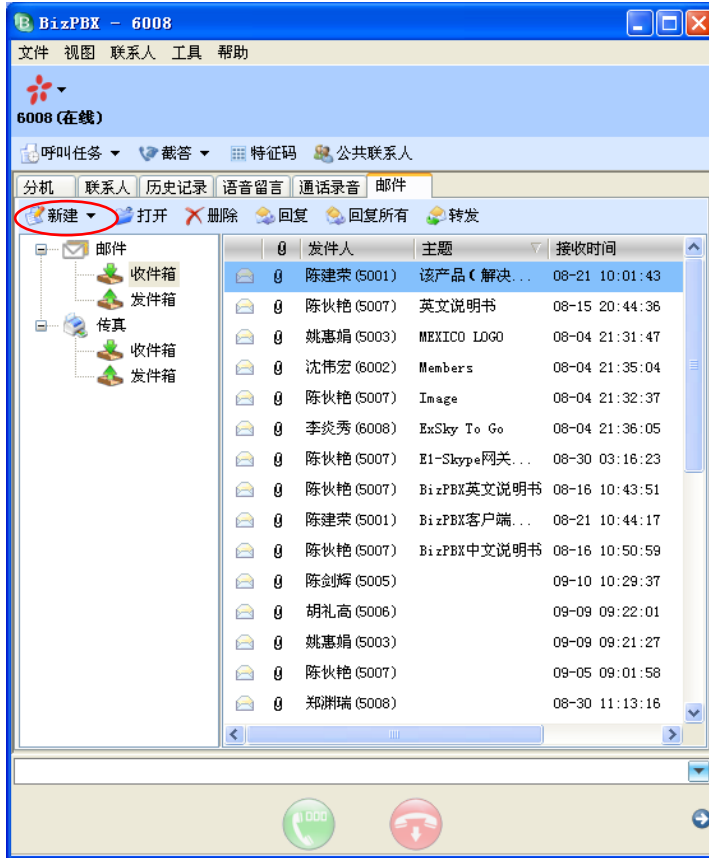 BizPBX - 6008
文件 视图 联系人 工具 帮助
6008 (在线)
呼叫任务 截答 特征码 公共联系人
分机 联系人 历史记录 语音留言 通话录音 邮件
新建 打开 删除 回复 回复所有 转发
邮件
收件箱
发件箱
传真
收件箱
发件箱
发件人 主题 接收时间
陈建荣(5001) 该产品(解决... 08-21 10:01:43
陈伙艳(5007) 英文说明书 08-15 20:44:36
姚惠娟(5003) MEXICO LOGO 08-04 21:31:47
沈伟宏(6002) Members 08-04 21:35:04
陈伙艳(5007) Image 08-04 21:32:37
李炎秀(6008) ExSky To Go 08-04 21:36:05
陈伙艳(5007) E1-Skype网关... 08-30 03:16:23
陈伙艳(5007) BizPBX英文说明书 08-16 10:43:51
陈建荣(5001) BizPBX客户端... 08-21 10:44:17
陈伙艳(5007) BizPBX中文说明书 08-16 10:50:59
陈剑辉(5005) 09-10 10:29:37
胡礼高(5006) 09-09 09:22:01
姚惠娟(5003) 09-09 09:21:27
陈伙艳(5007) 09-05 09:01:58
郑渊瑞(5008) 08-30 11:13:16